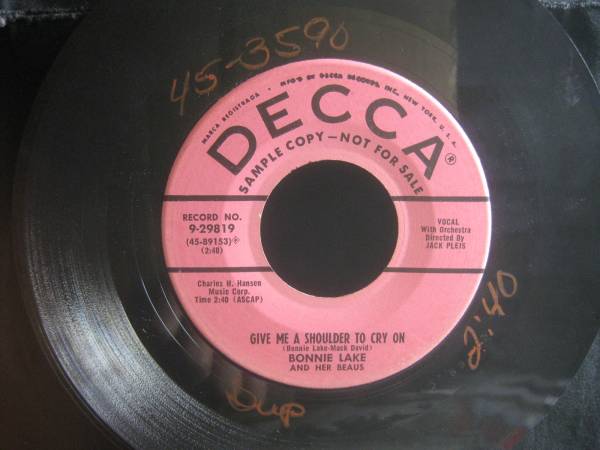 45-3590
MARCA REGISTRADA • MFG'D BY DECCA RECORDS, INC., NEW YORK, U.S.A.
DECCA®
SAMPLE COPY—NOT FOR SALE
RECORD NO.
9-29819
(45-89153)
(2:40)
VOCAL
With Orchestra
Directed By
JACK PLEIS
Charles H. Hansen
Music Corp.
Time 2:40 (ASCAP)
2:40
GIVE ME A SHOULDER TO CRY ON
(Bonnie Lake-Mack David)
BONNIE LAKE
AND HER BEAUS
Dup